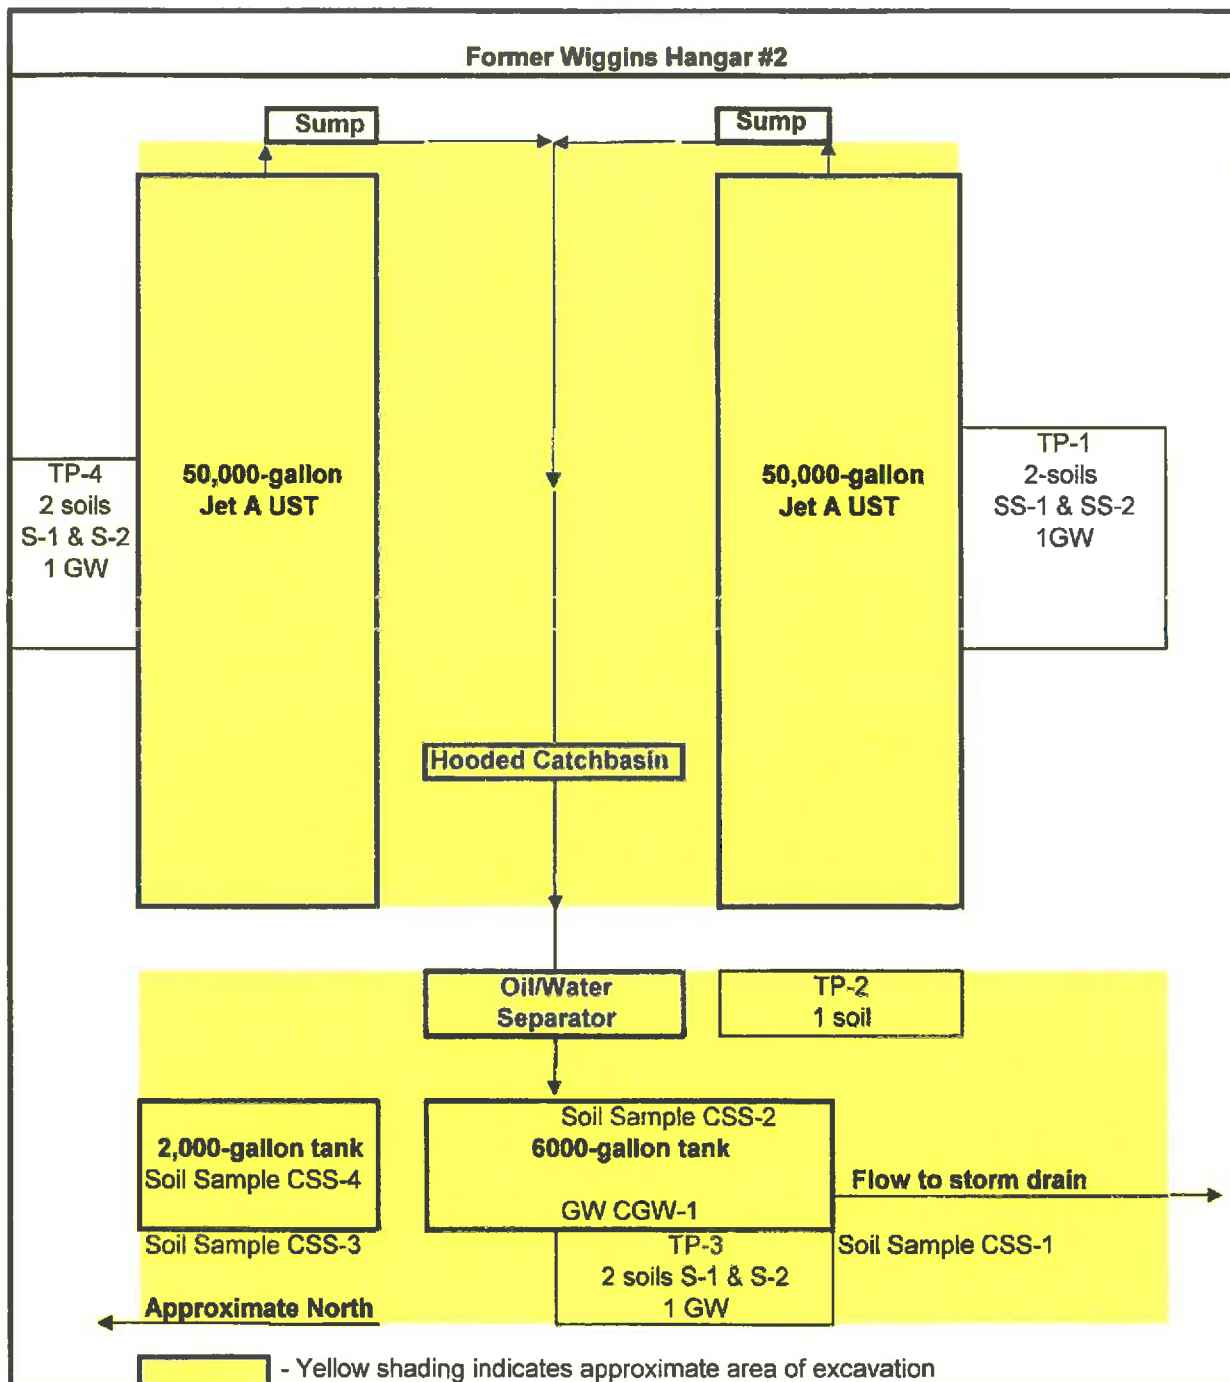 Former Wiggins Hangar #2
Sump
Sump
TP-4
2 soils
S-1 & S-2
1 GW
50,000-gallon
Jet A UST
50,000-gallon
Jet A UST
TP-1
2-soils
SS-1 & SS-2
1GW
Hooded Catchbasin
Oil/Water
Separator
TP-2
1 soil
2,000-gallon tank
Soil Sample CSS-4
Soil Sample CSS-2
6000-gallon tank
GW CGW-1
Flow to storm drain
Soil Sample CSS-3
TP-3
2 soils S-1 & S-2
1 GW
Soil Sample CSS-1
Approximate North
- Yellow shading indicates approximate area of excavation